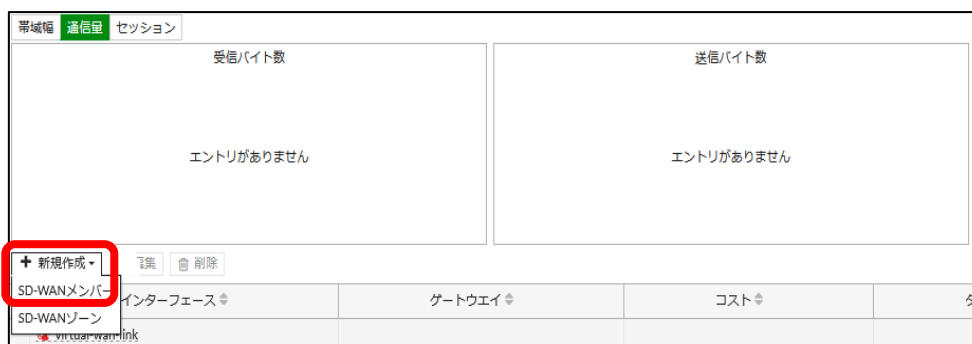 帯域幅 通信量 セッション
受信バイト数 送信バイト数
エントリがありません エントリがありません
新規作成 集 削除
SD-WANメンバー
インターフェース ゲートウエイ コスト
SD-WANゾーン
virtual-wan-link